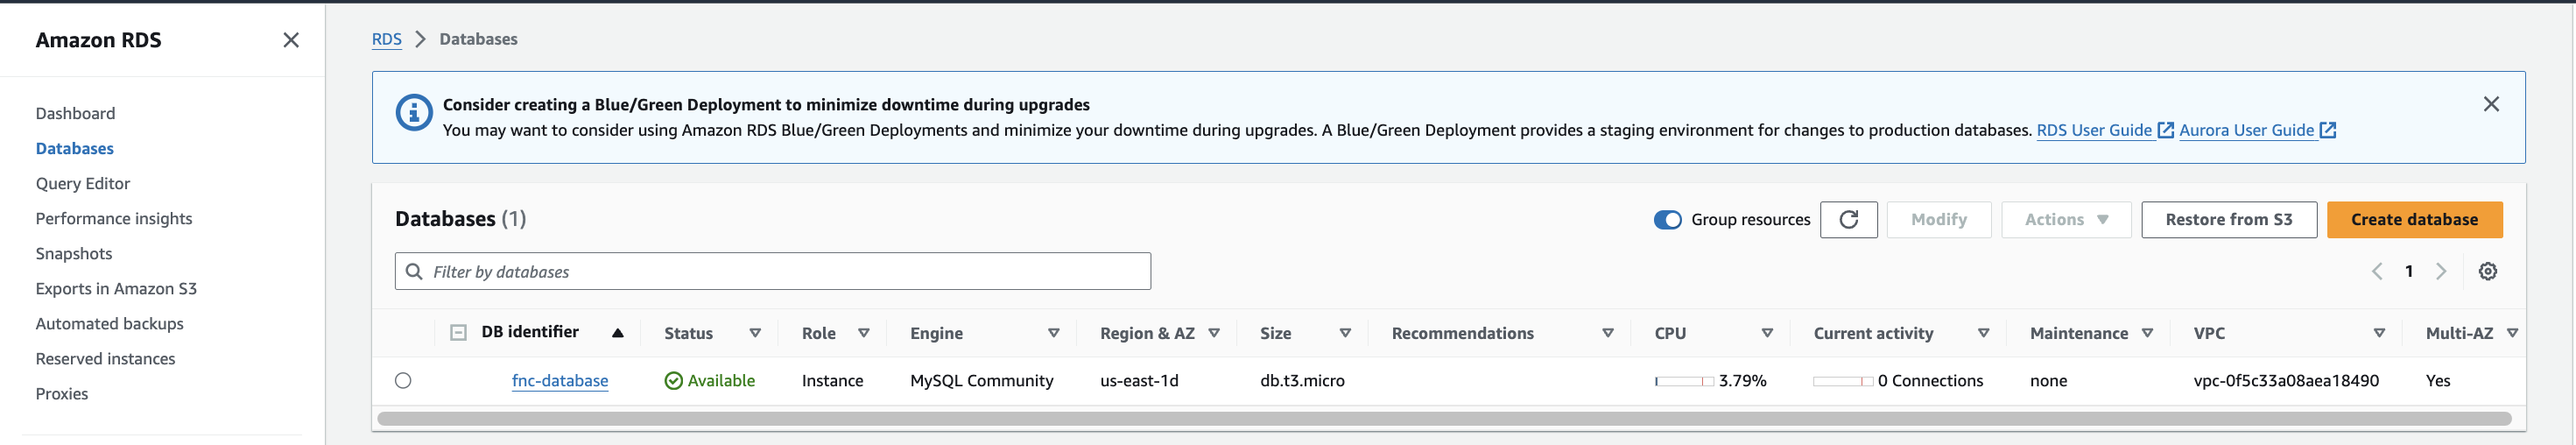 Amazon RDS
Dashboard
Databases
Query Editor
Performance insights
Snapshots
Exports in Amazon S3
Automated backups
Reserved instances
Proxies
RDS > Databases
Consider creating a Blue/Green Deployment to minimize downtime during upgrades
You may want to consider using Amazon RDS Blue/Green Deployments and minimize your downtime during upgrades. A Blue/Green Deployment provides a staging environment for changes to production databases. RDS User Guide Aurora User Guide
Databases (1)
Group resources Modify Actions Restore from S3 Create database
Filter by databases
1
DB identifier Status Role Engine Region & AZ Size Recommendations CPU Current activity Maintenance VPC Multi-AZ
fnc-database Available Instance MySQL Community us-east-1d db.t3.micro 3.79% 0 Connections none vpc-0f5c33a08aea18490 Yes